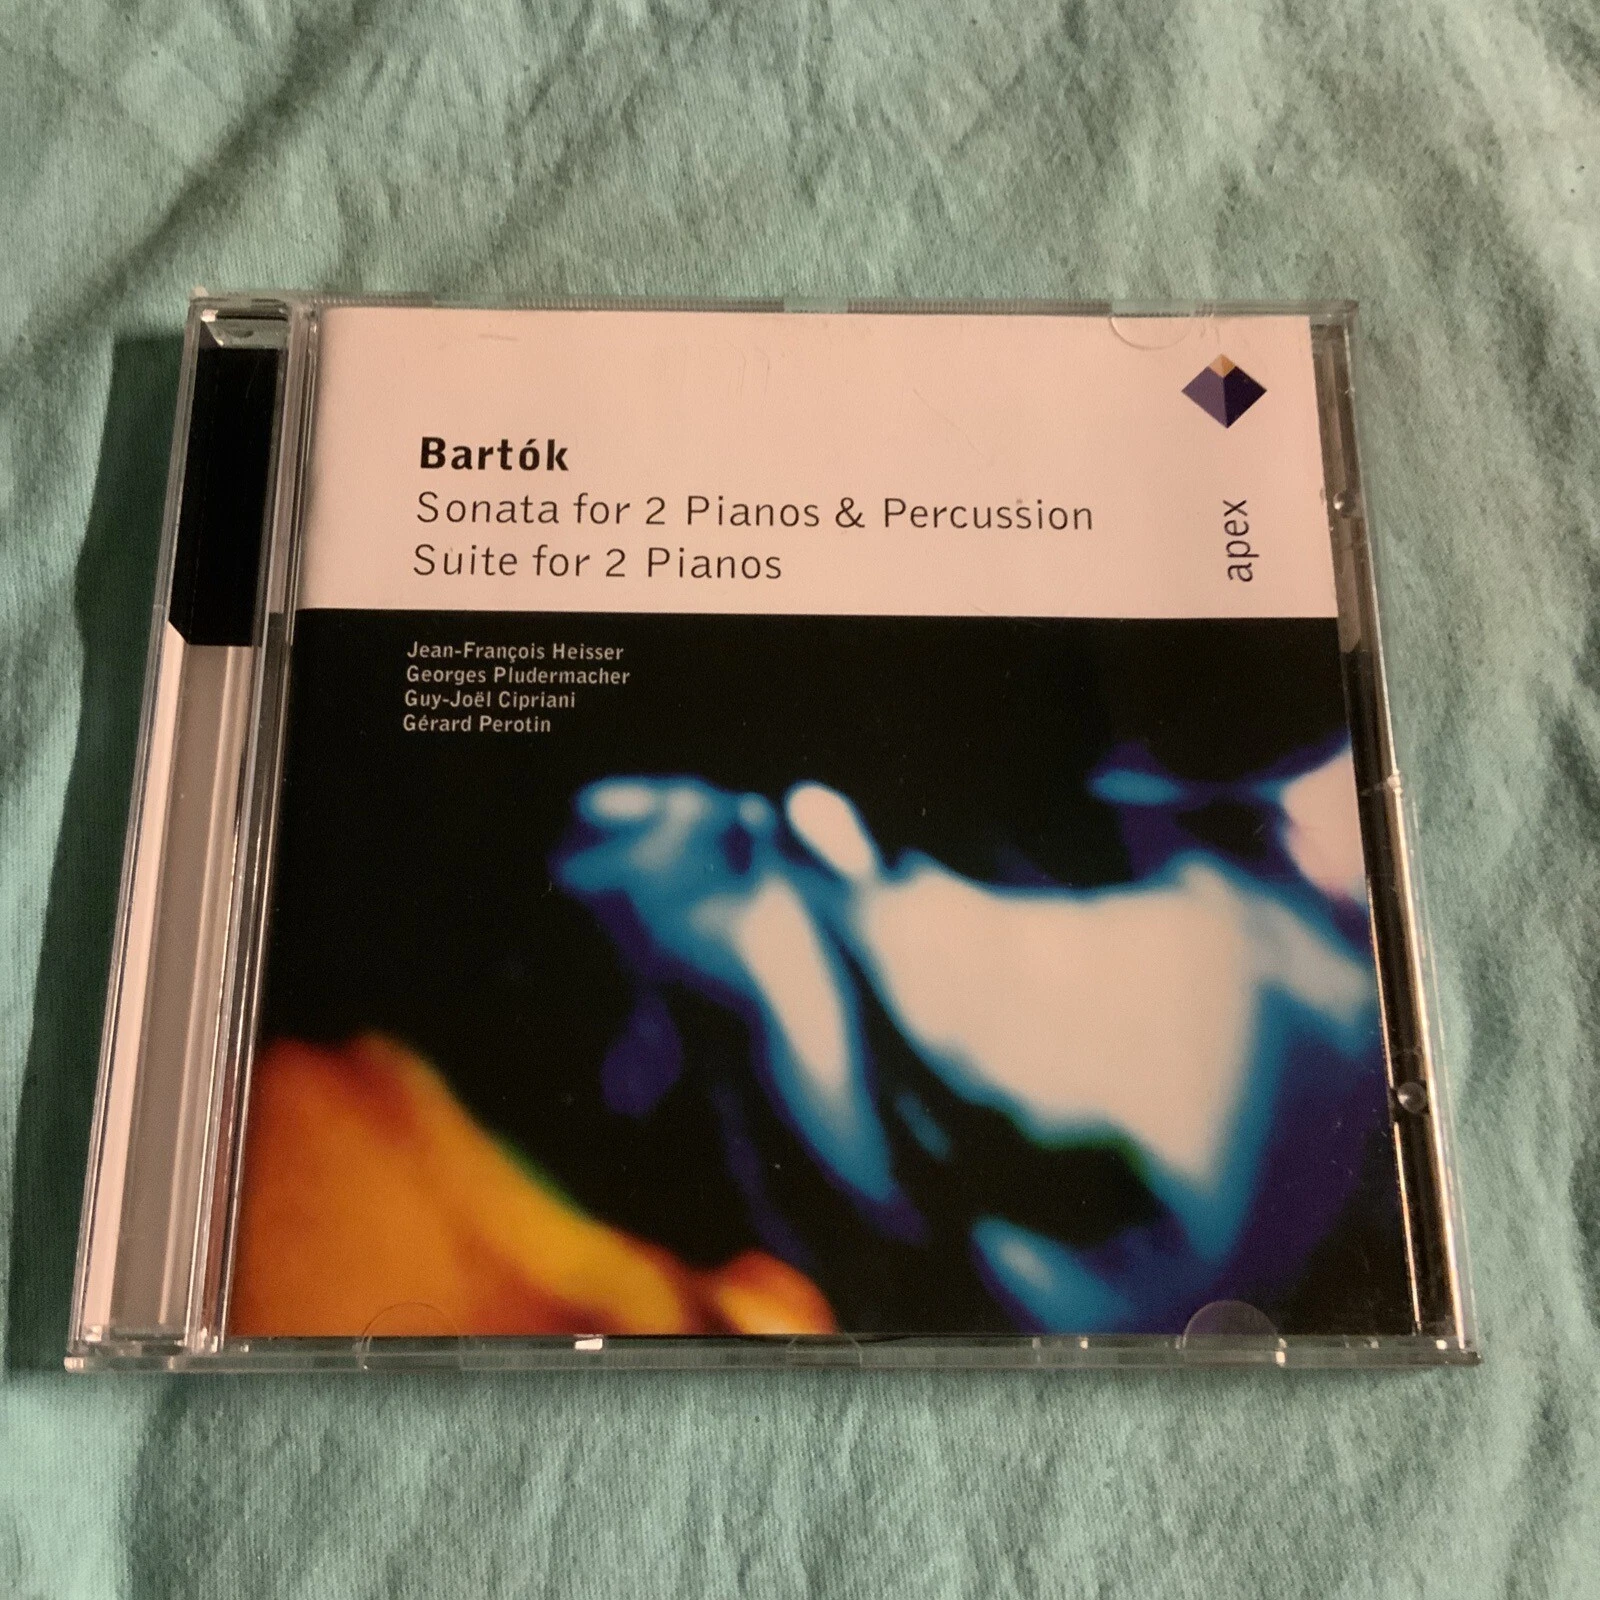 Bartók
Sonata for 2 Pianos & Percussion
Suite for 2 Pianos
apex
Jean-François Heisser
Georges Pludermacher
Guy-Joël Cipriani
Gérard Perotin